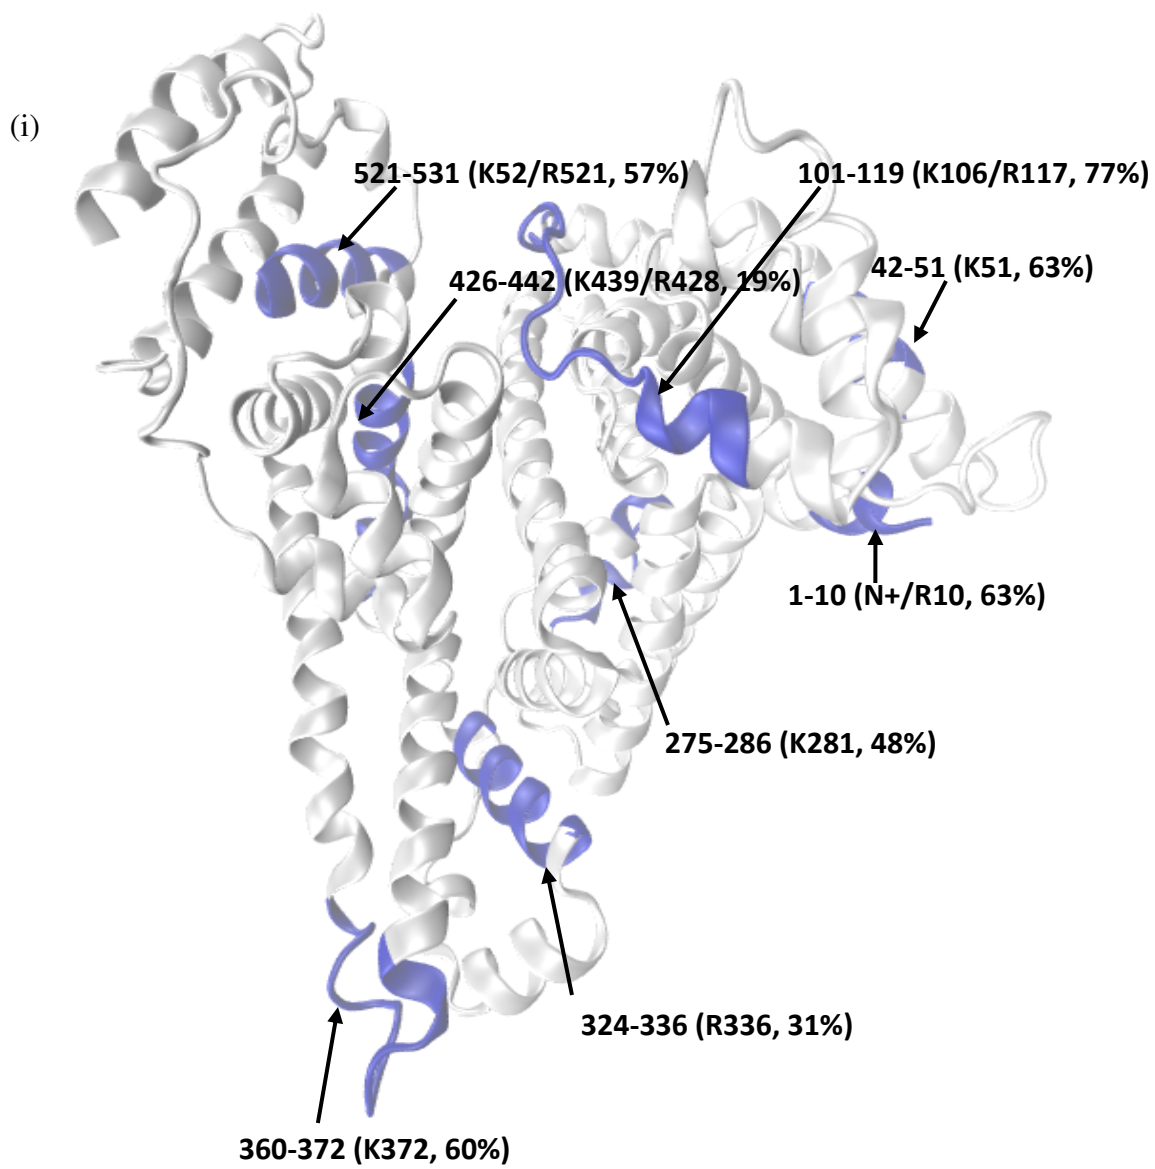 (i)
521-531 (K52/R521, 57%)
101-119 (K106/R117, 77%)
426-442 (K439/R428, 19%)
42-51 (K51, 63%)
1-10 (N+/R10, 63%)
275-286 (K281, 48%)
324-336 (R336, 31%)
360-372 (K372, 60%)